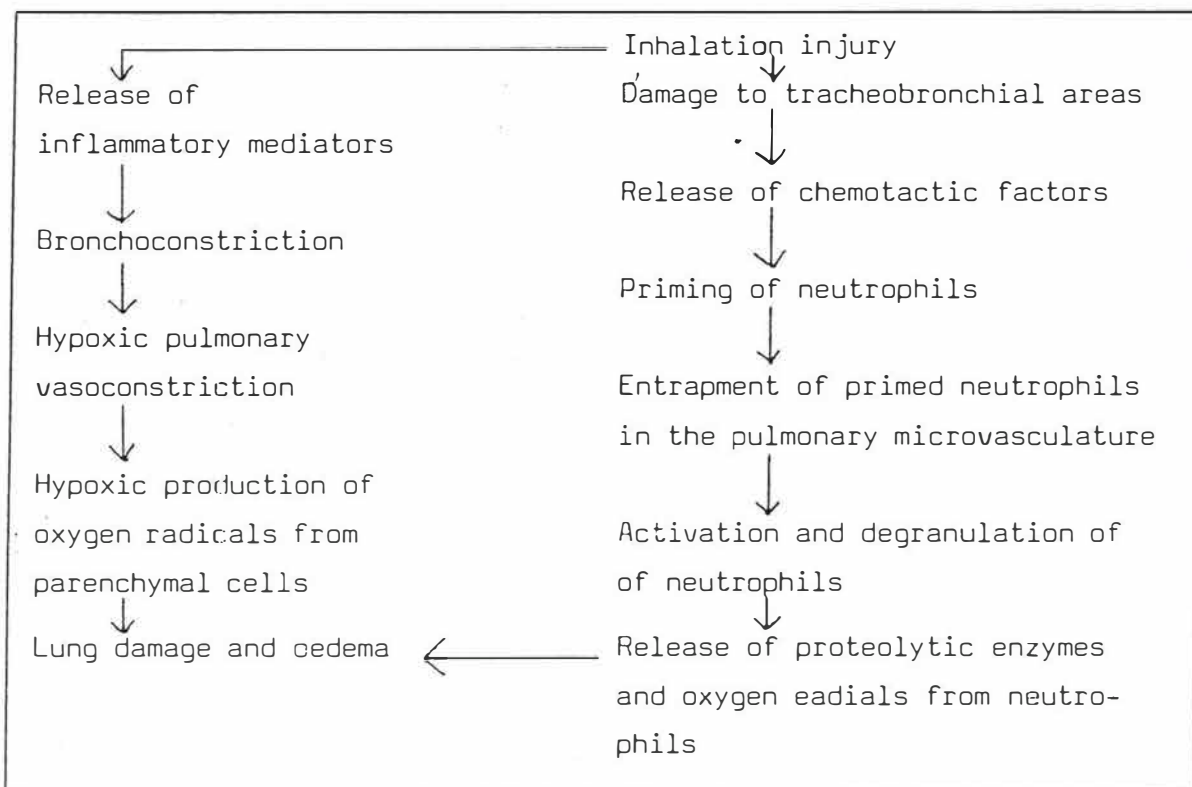 Inhalation injury
Damage to tracheobronchial areas
Release of chemotactic factors
Priming of neutrophils
Entrapment of primed neutrophils
in the pulmonary microvasculature
Activation and degranulation of
of neutrophils
Release of proteolytic enzymes
and oxygen eadials from neutro-
phils
Release of
inflammatory mediators
Bronchoconstriction
Hypoxic pulmonary
vasoconstriction
Hypoxic production of
oxygen radicals from
parenchymal cells
Lung damage and oedema